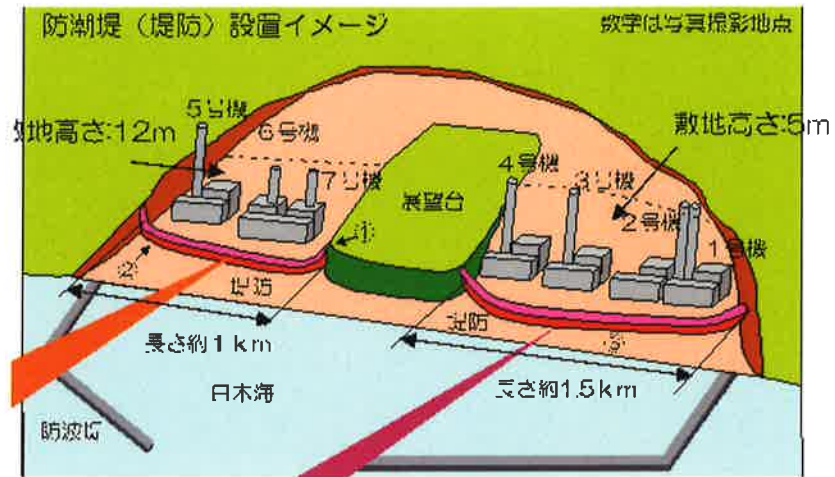 防潮堤（堤防）設置イメージ
数字は写真撮影地点
5号機
地高さ:12m
6号機
7号機
展望台
4号機
3号機
敷地高さ:5m
2号機
1号機
①
②
堤防
長さ約1km
堤防
長さ約1.5km
日本海
防波堤